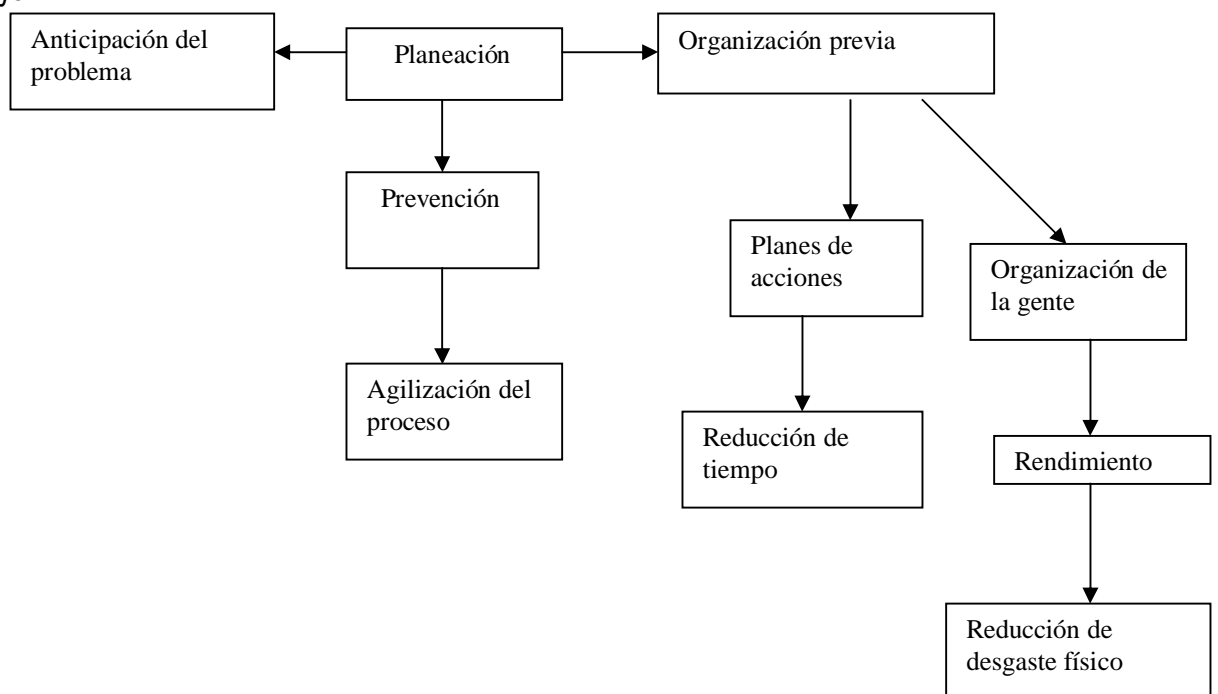 Anticipación del
problema
Planeación
Organización previa
Prevención
Planes de
acciones
Organización de
la gente
Agilización del
proceso
Reducción de
tiempo
Rendimiento
Reducción de
desgaste físico